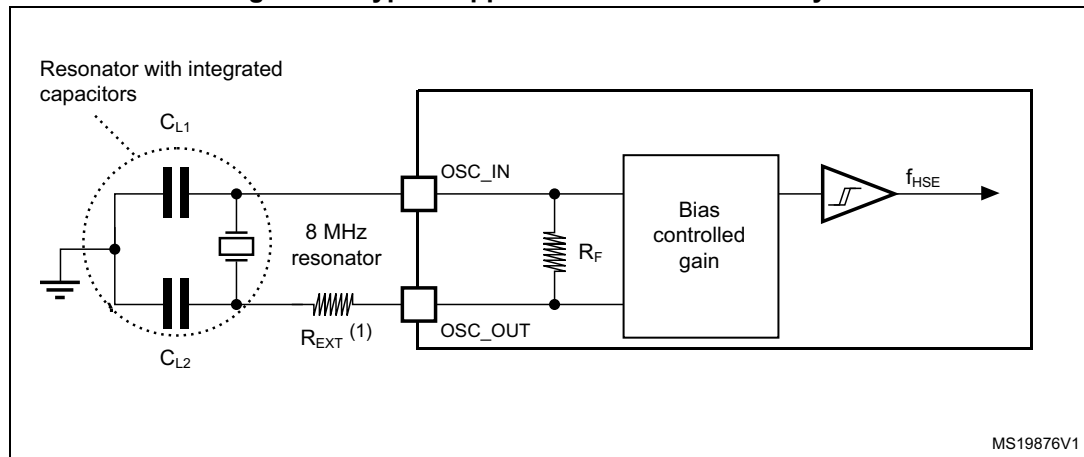 Resonator with integrated
capacitors
CL1
OSC_IN
fHSE
8 MHz
resonator
RF
Bias
controlled
gain
REXT (1)
OSC_OUT
CL2
MS19876V1